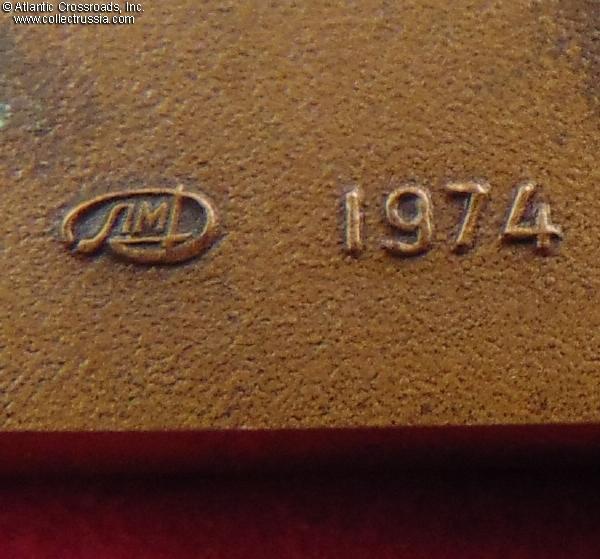 © Atlantic Crossroads, Inc.
www.collectrussia.com
ЛМД 1974